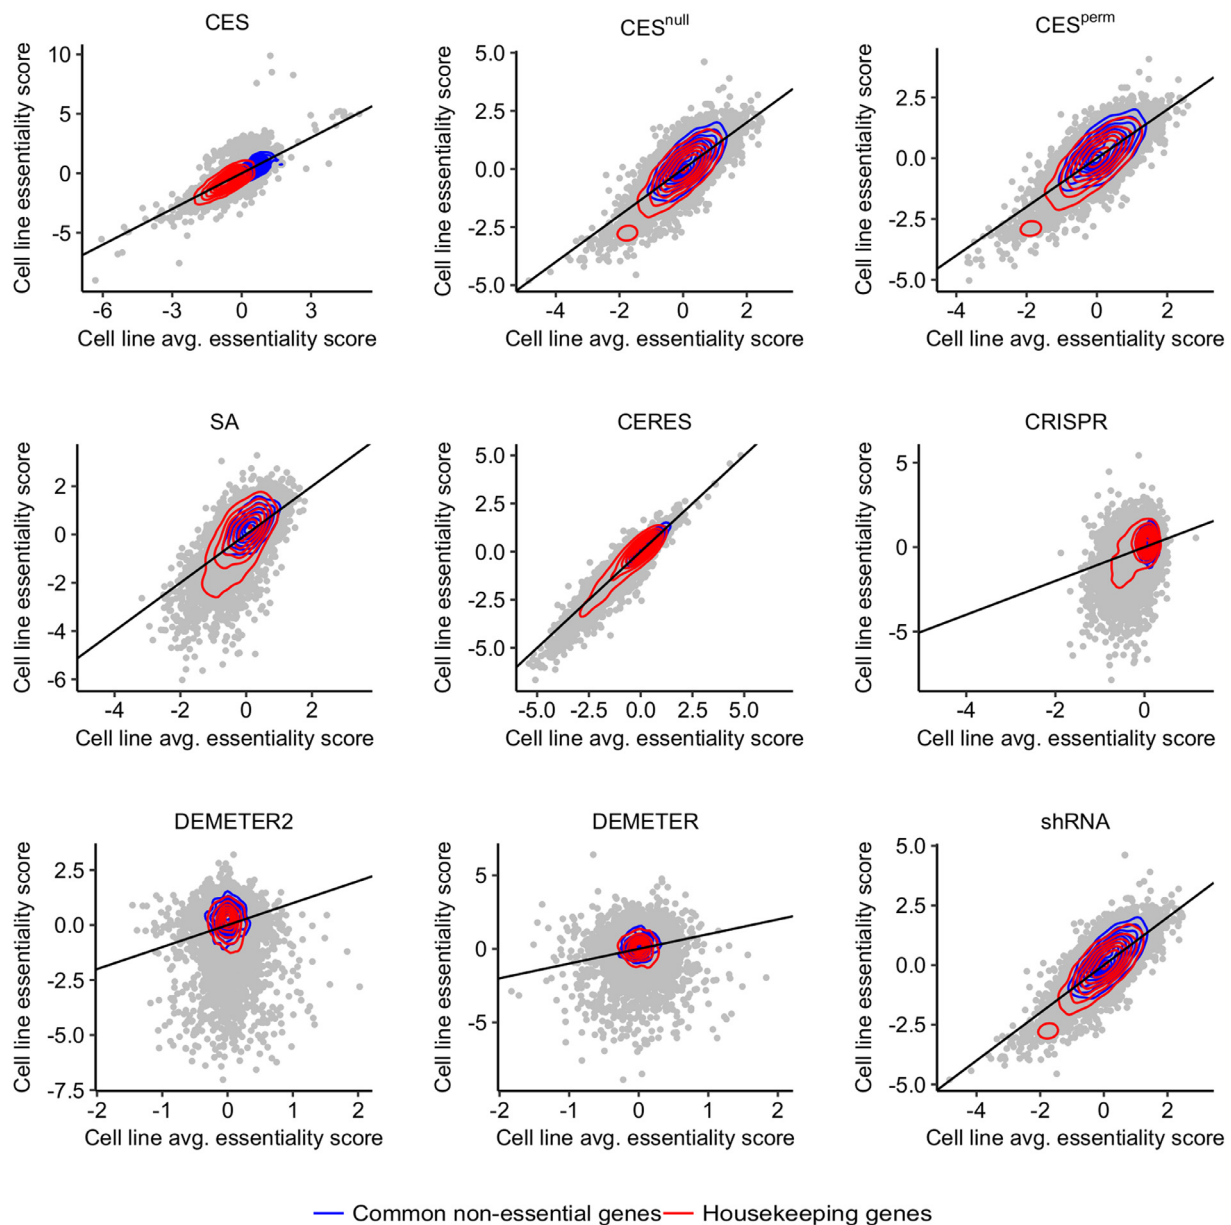 CES
CES^null
CES^perm
Cell line essentiality score
10
5
0
-5
-6
-3
0
3
Cell line avg. essentiality score
Cell line essentiality score
5.0
2.5
0.0
-2.5
-5.0
-4
-2
0
2
Cell line avg. essentiality score
Cell line essentiality score
2.5
0.0
-2.5
-5.0
-4
-2
0
2
Cell line avg. essentiality score
SA
CERES
CRISPR
Cell line essentiality score
2
0
-2
-4
-6
-4
-2
0
2
Cell line avg. essentiality score
Cell line essentiality score
5.0
2.5
0.0
-2.5
-5.0
-5.0
-2.5
0.0
2.5
5.0
Cell line avg. essentiality score
Cell line essentiality score
5
0
-5
-4
-2
0
Cell line avg. essentiality score
DEMETER2
DEMETER
shRNA
Cell line essentiality score
2.5
0.0
-2.5
-5.0
-7.5
-2
-1
0
1
2
Cell line avg. essentiality score
Cell line essentiality score
5
0
-5
-2
-1
0
1
2
Cell line avg. essentiality score
Cell line essentiality score
5.0
2.5
0.0
-2.5
-5.0
-4
-2
0
2
Cell line avg. essentiality score
Common non-essential genes
Housekeeping genes